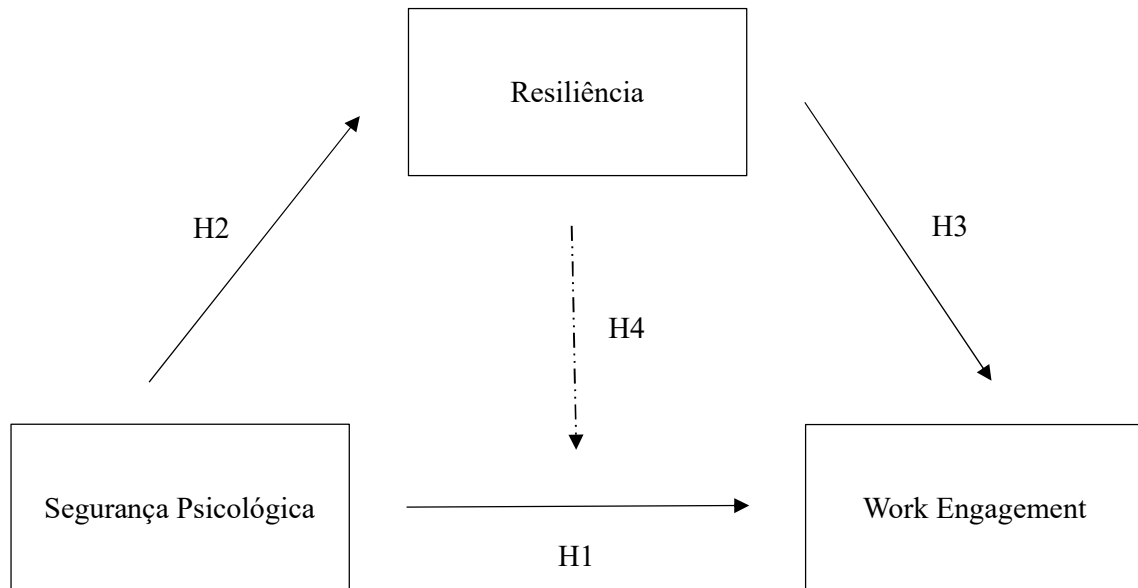 Resiliência
H2
H3
H4
Segurança Psicológica
Work Engagement
H1